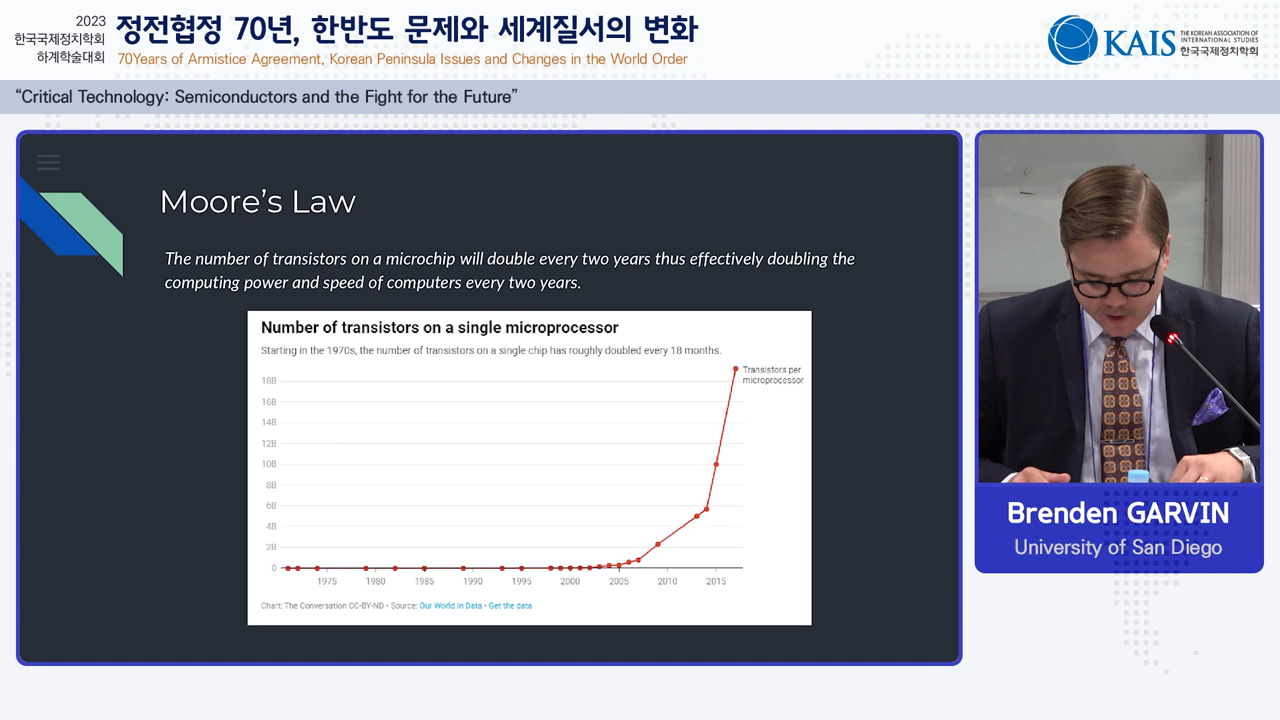 2023
한국국제정치학회
하계학술대회
정전협정 70년, 한반도 문제와 세계질서의 변화
70Years of Armistice Agreement, Korean Peninsula Issues and Changes in the World Order
KAIS
THE KOREAN ASSOCIATION OF
INTERNATIONAL STUDIES
한국국제정치학회
“Critical Technology: Semiconductors and the Fight for the Future”
Moore’s Law
The number of transistors on a microchip will double every two years thus effectively doubling the
computing power and speed of computers every two years.
Number of transistors on a single microprocessor
Starting in the 1970s, the number of transistors on a single chip has roughly doubled every 18 months.
Transistors per
microprocessor
18B
16B
14B
12B
10B
8B
6B
4B
2B
0
1975 1980 1985 1990 1995 2000 2005 2010 2015
Chart: The Conversation CC-BY-ND • Source: Our World in Data • Get the data
Brenden GARVIN
University of San Diego